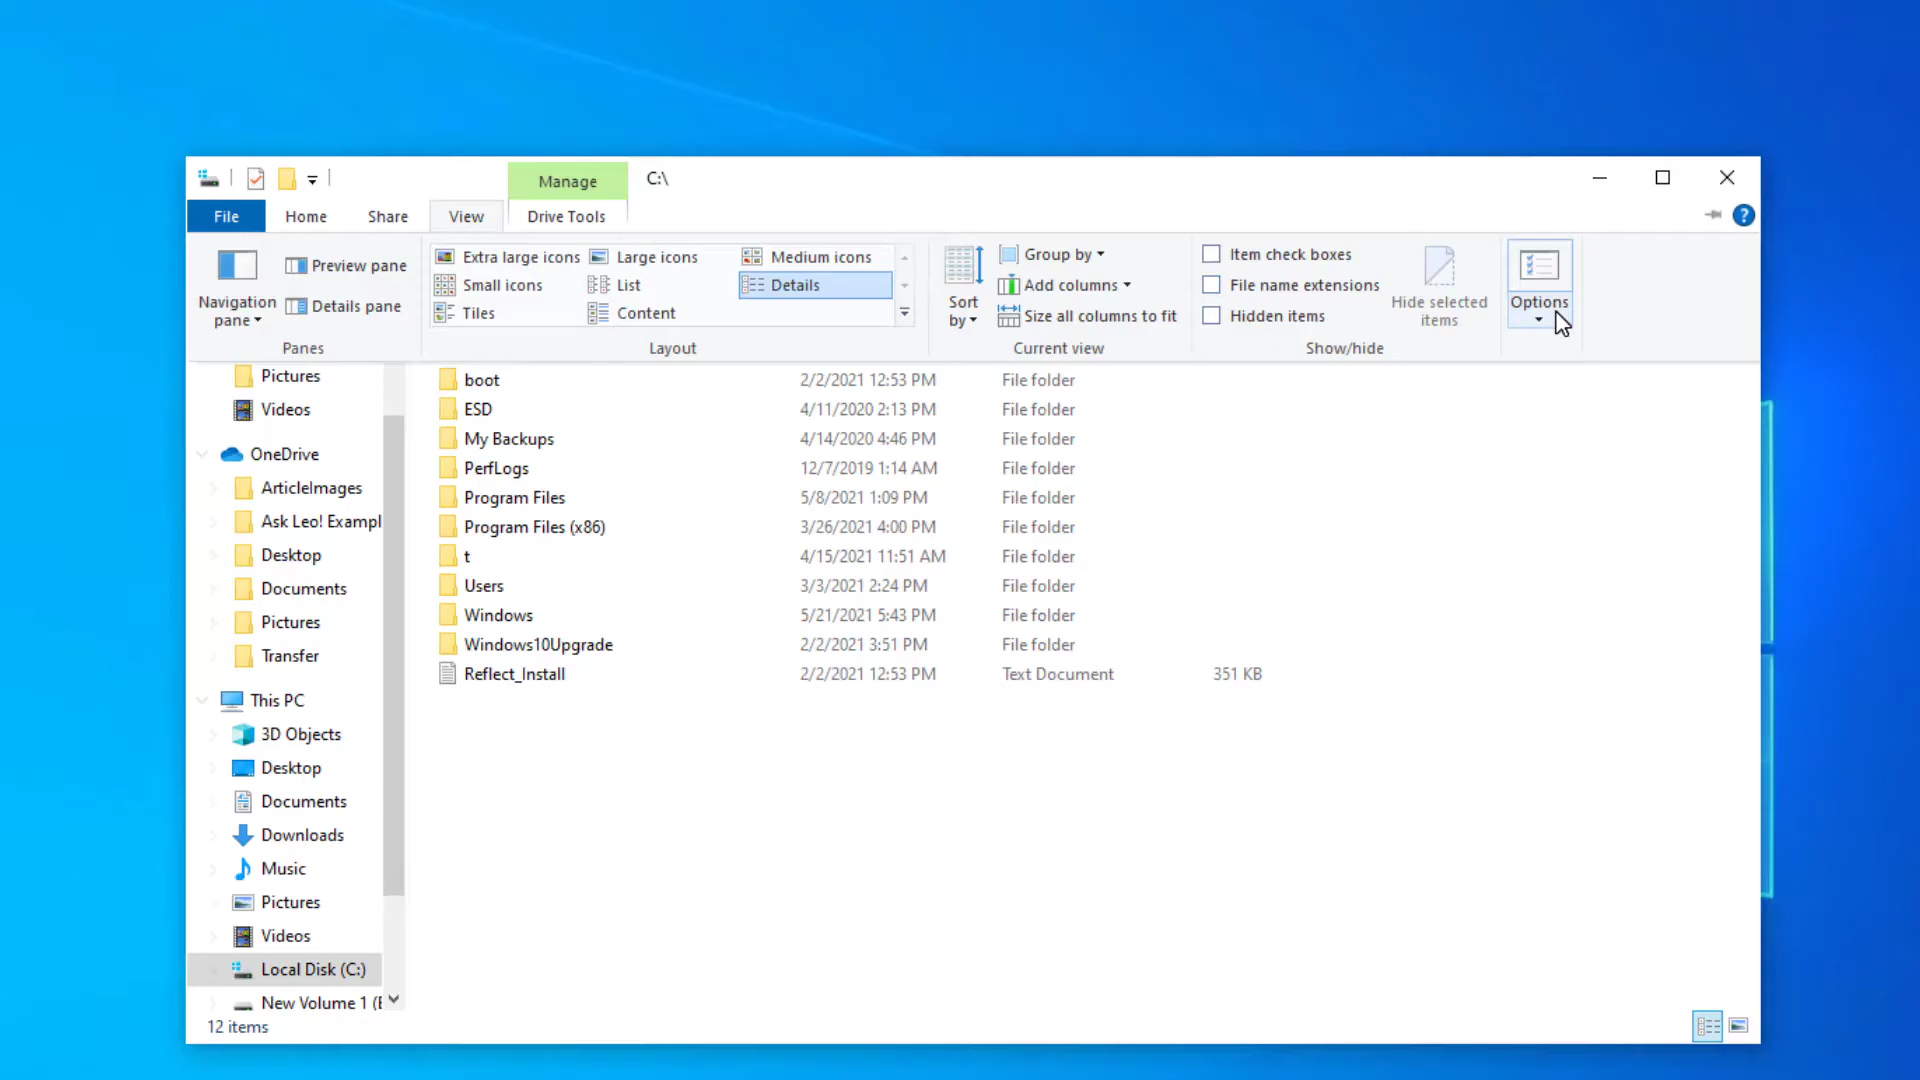 Manage
C:\
File
Home
Share
View
Drive Tools
?
Navigation pane
Preview pane
Details pane
Panes
Extra large icons
Large icons
Medium icons
Small icons
List
Details
Tiles
Content
Layout
Sort by
Group by
Add columns
Size all columns to fit
Current view
Item check boxes
File name extensions
Hidden items
Hide selected items
Show/hide
Options
Pictures
Videos
OneDrive
ArticleImages
Ask Leo! Exampl
Desktop
Documents
Pictures
Transfer
This PC
3D Objects
Desktop
Documents
Downloads
Music
Pictures
Videos
Local Disk (C:)
New Volume 1 (E
boot 2/2/2021 12:53 PM File folder
ESD 4/11/2020 2:13 PM File folder
My Backups 4/14/2020 4:46 PM File folder
PerfLogs 12/7/2019 1:14 AM File folder
Program Files 5/8/2021 1:09 PM File folder
Program Files (x86) 3/26/2021 4:00 PM File folder
t 4/15/2021 11:51 AM File folder
Users 3/3/2021 2:24 PM File folder
Windows 5/21/2021 5:43 PM File folder
Windows10Upgrade 2/2/2021 3:51 PM File folder
Reflect_Install 2/2/2021 12:53 PM Text Document 351 KB
12 items